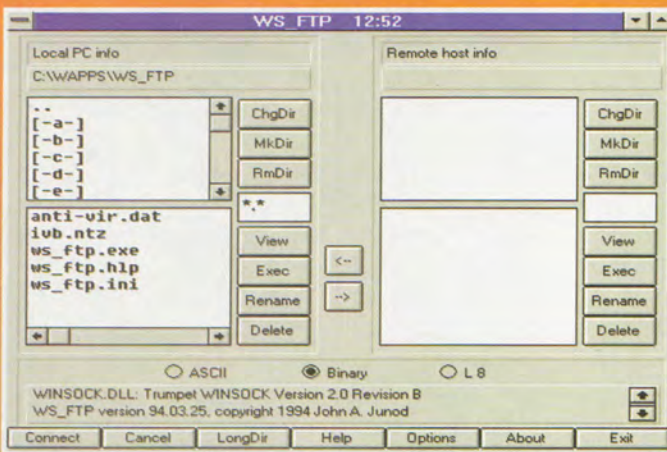 WS_FTP 12:52
Local PC info
C:\WAPPS\WS_FTP
..
[-a-]
[-b-]
[-c-]
[-d-]
[-e-]
ChgDir
MkDir
RmDir
*.*
anti-vir.dat
ivb.ntz
ws_ftp.exe
ws_ftp.hlp
ws_ftp.ini
View
Exec
Rename
Delete
<--
-->
Remote host info
ChgDir
MkDir
RmDir
View
Exec
Rename
Delete
ASCII Binary L 8
WINSOCK.DLL: Trumpet WINSOCK Version 2.0 Revision B
WS_FTP version 94.03.25, copyright 1994 John A. Junod
Connect Cancel LongDir Help Options About Exit